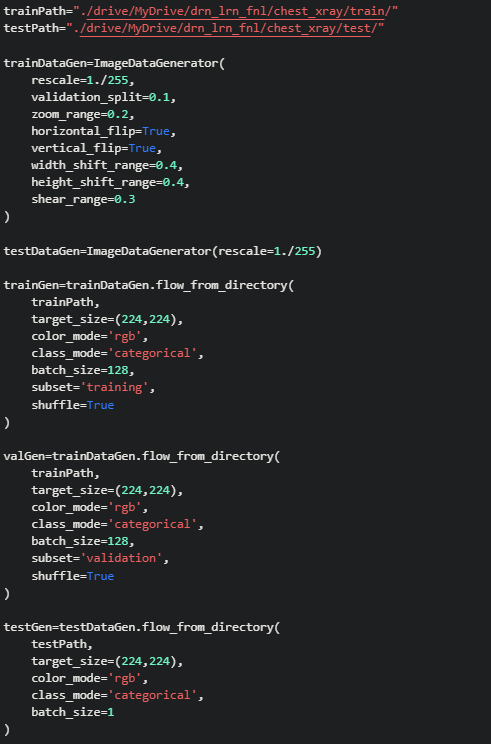 trainPath="./drive/MyDrive/drn_lrn_fnl/chest_xray/train/"
testPath="./drive/MyDrive/drn_lrn_fnl/chest_xray/test/"

trainDataGen=ImageDataGenerator(
    rescale=1./255,
    validation_split=0.1,
    zoom_range=0.2,
    horizontal_flip=True,
    vertical_flip=True,
    width_shift_range=0.4,
    height_shift_range=0.4,
    shear_range=0.3
)

testDataGen=ImageDataGenerator(rescale=1./255)

trainGen=trainDataGen.flow_from_directory(
    trainPath,
    target_size=(224,224),
    color_mode='rgb',
    class_mode='categorical',
    batch_size=128,
    subset='training',
    shuffle=True
)

valGen=trainDataGen.flow_from_directory(
    trainPath,
    target_size=(224,224),
    color_mode='rgb',
    class_mode='categorical',
    batch_size=128,
    subset='validation',
    shuffle=True
)

testGen=testDataGen.flow_from_directory(
    testPath,
    target_size=(224,224),
    color_mode='rgb',
    class_mode='categorical',
    batch_size=1
)